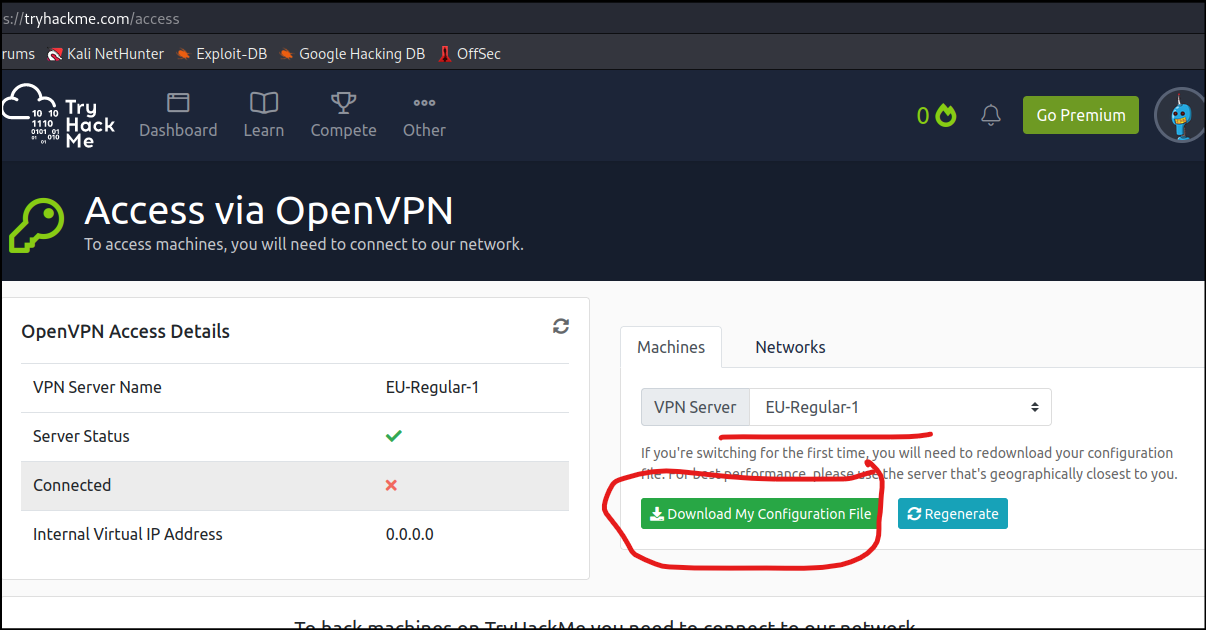 s://tryhackme.com/access
rums Kali NetHunter Exploit-DB Google Hacking DB OffSec
10 10
1110
0101 01
01 010
01
Try
Hack
Me
Dashboard Learn Compete Other
0
Go Premium
Access via OpenVPN
To access machines, you will need to connect to our network.
OpenVPN Access Details
VPN Server Name EU-Regular-1
Server Status
Connected
Internal Virtual IP Address 0.0.0.0
Machines Networks
VPN Server EU-Regular-1
If you're switching for the first time, you will need to redownload your configuration
file. For best performance, please use the server that's geographically closest to you.
Download My Configuration File Regenerate
To hack machines on TryHackMe you need to connect to our network